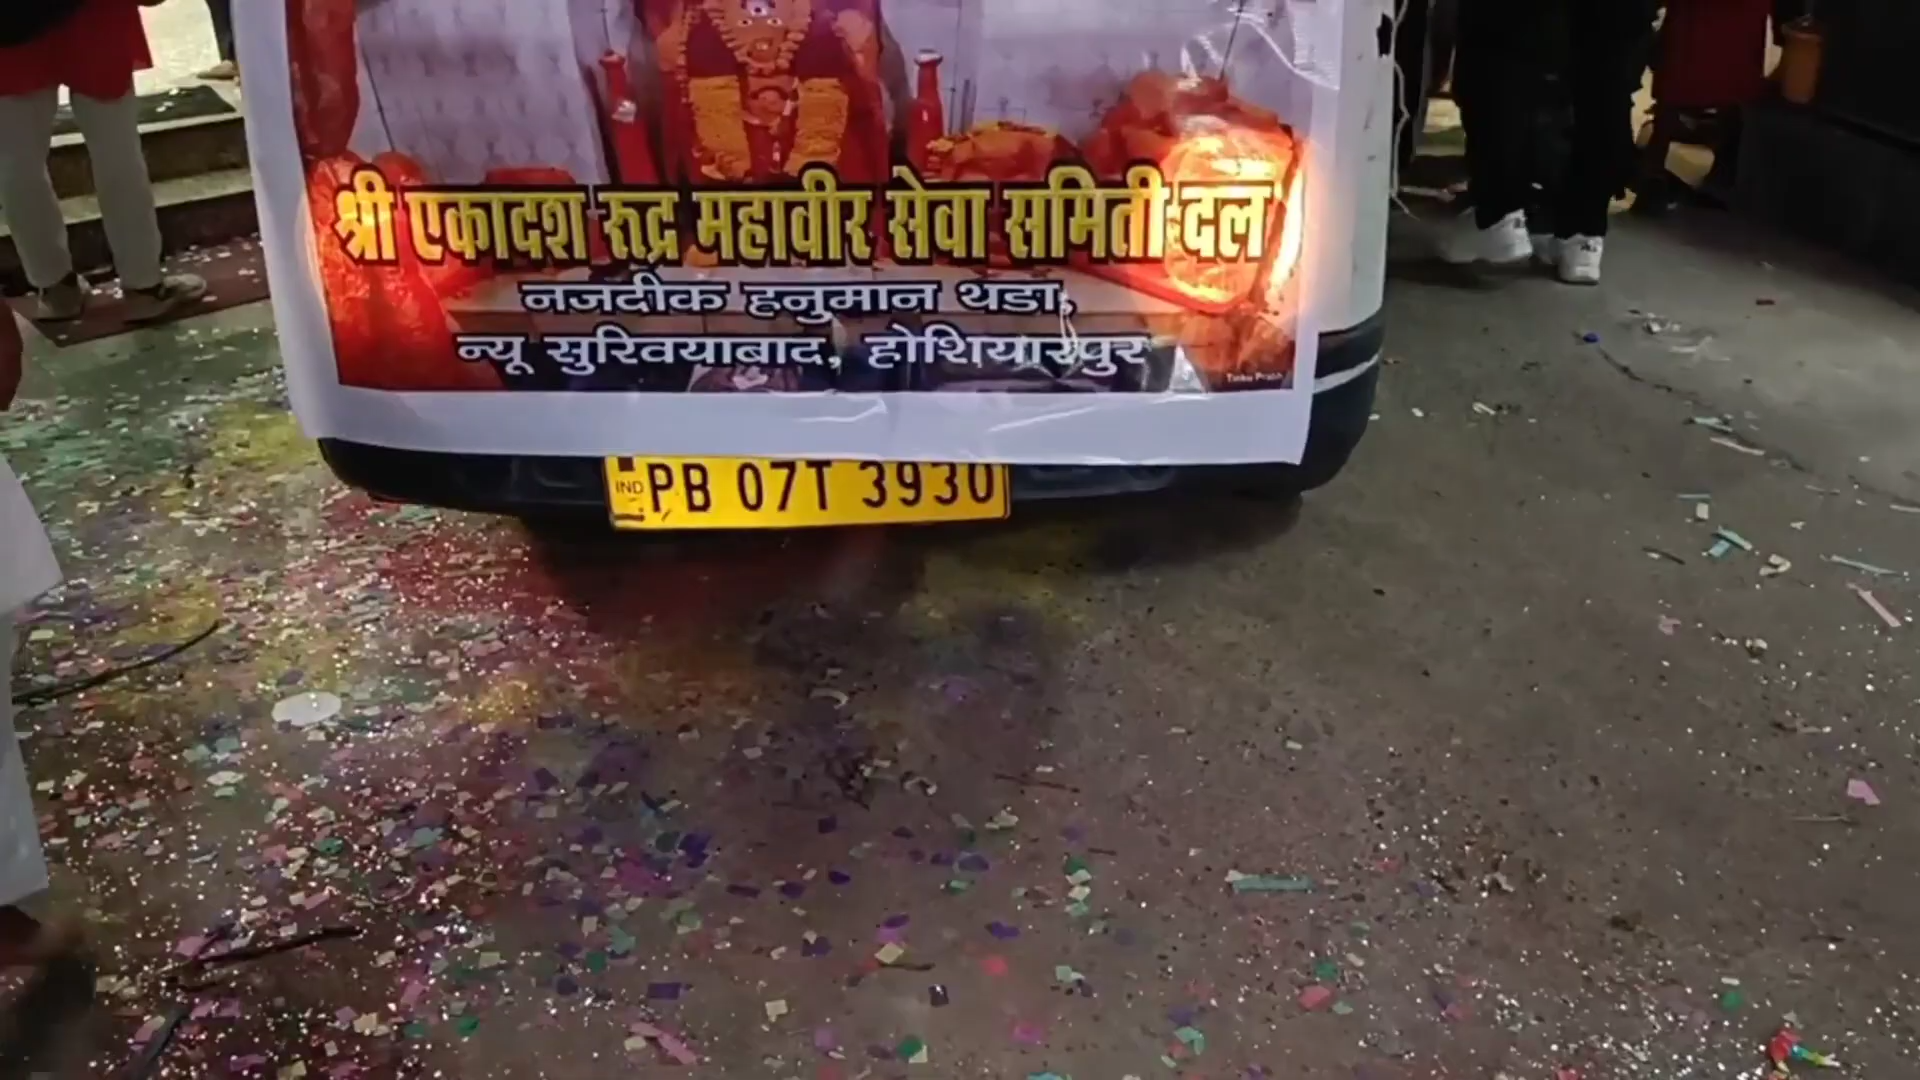 श्री एकादश रूद्र महावीर सेवा समिती दल
नजदीक हनुमान थडा,
न्यू सुखियाबाद, होशियारपुर
IND PB 07T 3930